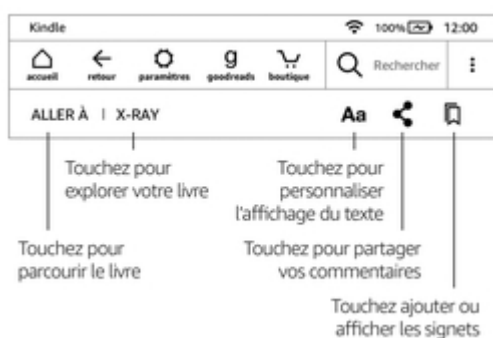 Kindle 100% 12:00
accueil retour paramètres goodreads boutique Rechercher
g
ALLER À | X-RAY Aa
Touchez pour
explorer votre livre
Touchez pour
personnaliser
l'affichage du texte
Touchez pour
parcourir le livre
Touchez pour partager
vos commentaires
Touchez ajouter ou
afficher les signets